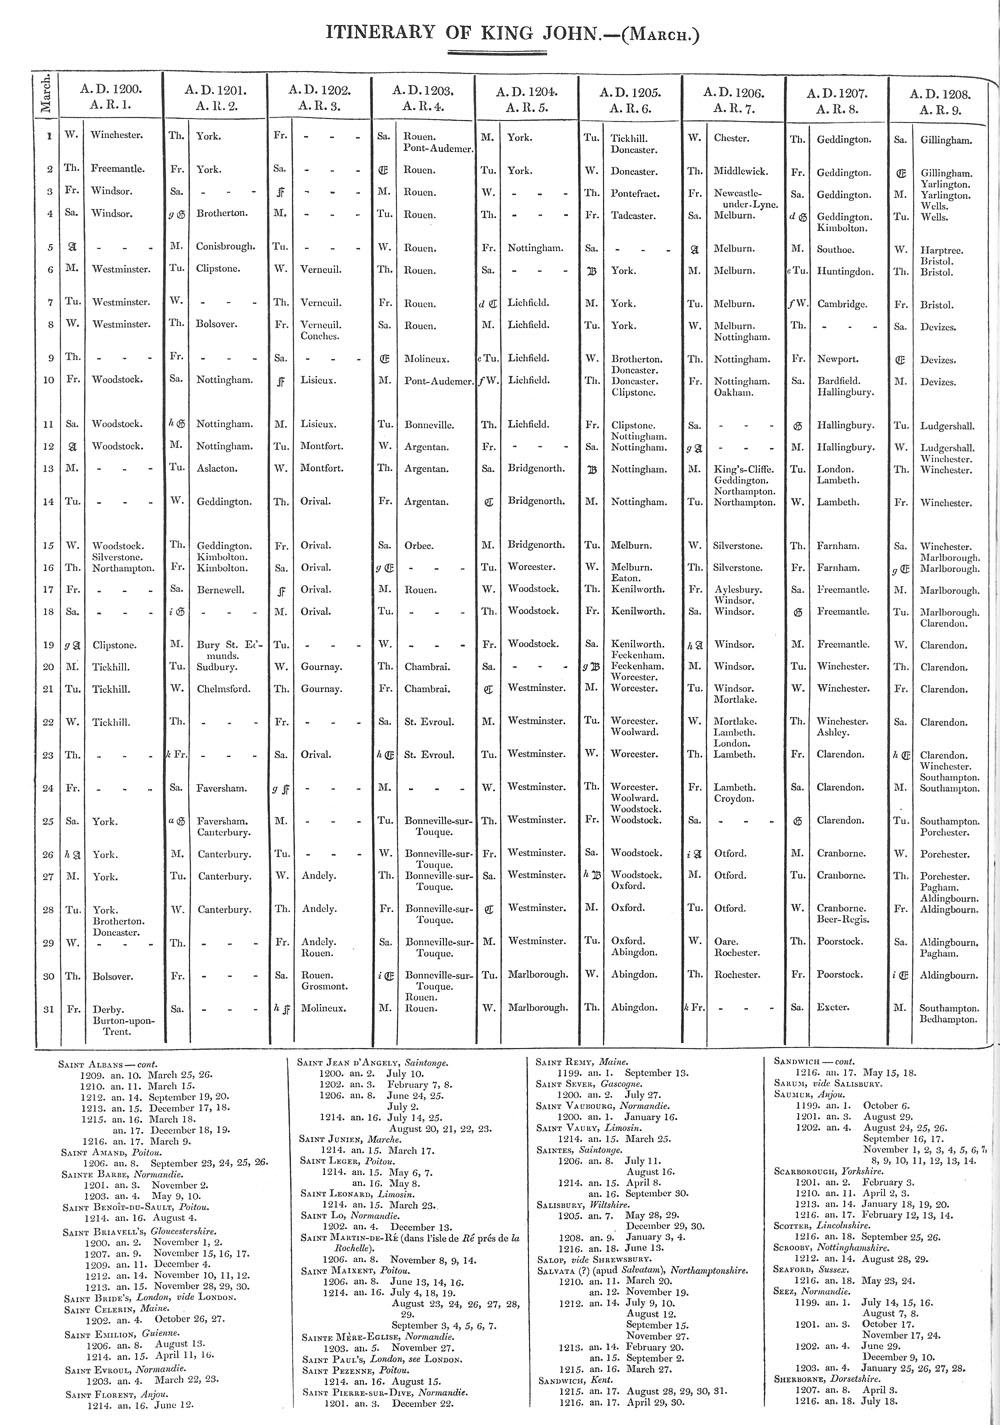 ITINERARY OF KING JOHN.—(MARCH.)
March. A.D. 1200. A.D. 1201. A.D. 1202. A.D. 1203. A.D. 1204. A.D. 1205. A.D. 1206. A.D. 1207. A.D. 1208.
A.R. 1. A.R. 2. A.R. 3. A.R. 4. A.R. 5. A.R. 6. A.R. 7. A.R. 8. A.R. 9.
1 W. Winchester. Th. York. Fr. - - - Sa. Rouen. M. York. Tu. Tickhill. W. Chester. Th. Geddington. Sa. Gillingham.
Pont-Audemer. Doncaster.
2 Th. Freemantle. Fr. York. Sa. - - - E Rouen. Tu. York. W. Doncaster. Th. Middlewick. Fr. Geddington. E Gillingham.
Yarlington.
3 Fr. Windsor. Sa. - - - F - - - M. Rouen. W. - - - Th. Pontefract. Fr. Newcastle- Sa. Geddington. M. Yarlington.
under-Lyne. Wells.
4 Sa. Windsor. g G Brotherton. M. - - - Tu. Rouen. Th. - - - Fr. Tadcaster. Sa. Melburn. d G Geddington. Tu. Wells.
Kimbolton.
5 A - - - M. Conisbrough. Tu. - - - W. Rouen. Fr. Nottingham. Sa. - - - A Melburn. M. Southoe. W. Harptree.
Bristol.
6 M. Westminster. Tu. Clipstone. W. Verneuil. Th. Rouen. Sa. - - - B York. M. Melburn. e Tu. Huntingdon. Th. Bristol.
7 Tu. Westminster. W. - - - Th. Verneuil. Fr. Rouen. d C Lichfield. M. York. Tu. Melburn. f W. Cambridge. Fr. Bristol.
8 W. Westminster. Th. Bolsover. Fr. Verneuil. Sa. Rouen. M. Lichfield. Tu. York. W. Melburn. Th. - - - Sa. Devizes.
Conches. Nottingham.
9 Th. - - - Fr. - - - Sa. - - - E Molineux. e Tu. Lichfield. W. Brotherton. Th. Nottingham. Fr. Newport. E Devizes.
Doncaster.
10 Fr. Woodstock. Sa. Nottingham. F Lisieux. M. Pont-Audemer. f W. Lichfield. Th. Doncaster. Fr. Nottingham. Sa. Bardfield. M. Devizes.
Clipstone. Oakham. Hallingbury.
11 Sa. Woodstock. h G Nottingham. M. Lisieux. Tu. Bonneville. Th. Lichfield. Fr. Clipstone. Sa. - - - G Hallingbury. Tu. Ludgershall.
Nottingham.
12 A Woodstock. M. Nottingham. Tu. Montfort. W. Argentan. Fr. - - - Sa. Nottingham. g A - - - M. Hallingbury. W. Ludgershall.
Winchester.
13 M. - - - Tu. Aslacton. W. Montfort. Th. Argentan. Sa. Bridgenorth. B Nottingham. M. King's-Cliffe. Tu. London. Th. Winchester.
Geddington. Lambeth.
Northampton.
14 Tu. - - - W. Geddington. Th. Orival. Fr. Argentan. C Bridgenorth. M. Nottingham. Tu. Northampton. W. Lambeth. Fr. Winchester.
15 W. Woodstock. Th. Geddington. Fr. Orival. Sa. Orbec. M. Bridgenorth. Tu. Melburn. W. Silverstone. Th. Farnham. Sa. Winchester.
Silverstone. Kimbolton. Marlborough.
16 Th. Northampton. Fr. Kimbolton. Sa. Orival. g E - - - Tu. Worcester. W. Melburn. Th. Silverstone. Fr. Farnham. g E Marlborough.
Eaton.
17 Fr. - - - Sa. Bernewell. F Orival. M. Rouen. W. Woodstock. Th. Kenilworth. Fr. Aylesbury. Sa. Freemantle. M. Marlborough.
Windsor.
18 Sa. - - - i G - - - M. Orival. Tu. - - - Th. Woodstock. Fr. Kenilworth. Sa. Windsor. G Freemantle. Tu. Marlborough.
Clarendon.
19 g A Clipstone. M. Bury St. Ed- Tu. - - - W. - - - Fr. Woodstock. Sa. Kenilworth. h A Windsor. M. Freemantle. W. Clarendon.
munds. Feckenham.
20 M. Tickhill. Tu. Sudbury. W. Gournay. Th. Chambrai. Sa. - - - g B Feckenham. M. Windsor. Tu. Winchester. Th. Clarendon.
Worcester.
21 Tu. Tickhill. W. Chelmsford. Th. Gournay. Fr. Chambrai. C Westminster. M. Worcester. Tu. Windsor. W. Winchester. Fr. Clarendon.
Mortlake.
22 W. Tickhill. Th. - - - Fr. - - - Sa. St. Evroul. M. Westminster. Tu. Worcester. W. Mortlake. Th. Winchester. Sa. Clarendon.
Woolward. Lambeth. Ashley.
London.
23 Th. - - - k Fr. - - - Sa. Orival. h E St. Evroul. Tu. Westminster. W. Worcester. Th. Lambeth. Fr. Clarendon. h E Clarendon.
Winchester.
Southampton.
24 Fr. - - - Sa. Faversham. g F - - - M. - - - W. Westminster. Th. Worcester. Fr. Lambeth. Sa. Clarendon. M. Southampton.
Woolward. Croydon.
Woodstock.
25 Sa. York. a G Faversham. M. - - - Tu. Bonneville-sur- Th. Westminster. Fr. Woodstock. Sa. - - - G Clarendon. Tu. Southampton.
Canterbury. Touque. Porchester.
26 h A York. M. Canterbury. Tu. - - - W. Bonneville-sur- Fr. Westminster. Sa. Woodstock. i A Otford. M. Cranborne. W. Porchester.
Touque.
27 M. York. Tu. Canterbury. W. Andely. Th. Bonneville-sur- Sa. Westminster. h B Woodstock. M. Otford. Tu. Cranborne. Th. Porchester.
Touque. Oxford. Pagham.
Aldingbourn.
28 Tu. York. W. Canterbury. Th. Andely. Fr. Bonneville-sur- C Westminster. M. Oxford. Tu. Otford. W. Cranborne. Fr. Aldingbourn.
Brotherton. Touque. Beer-Regis.
Doncaster.
29 W. - - - Th. - - - Fr. Andely. Sa. Bonneville-sur- M. Westminster. Tu. Oxford. W. Oare. Th. Poorstock. Sa. Aldingbourn.
Rouen. Touque. Abingdon. Rochester. Pagham.
30 Th. Bolsover. Fr. - - - Sa. Rouen. i E Bonneville-sur- Tu. Marlborough. W. Abingdon. Th. Rochester. Fr. Poorstock. i E Aldingbourn.
Grosmont. Touque.
Rouen.
31 Fr. Derby. Sa. - - - h F Molineux. M. Rouen. W. Marlborough. Th. Abingdon. k Fr. - - - Sa. Exeter. M. Southampton.
Burton-upon- Bedhampton.
Trent.
SAINT ALBANS—cont.
1209. an. 10. March 25, 26.
1210. an. 11. March 15.
1212. an. 14. September 19, 20.
1213. an. 15. December 17, 18.
1215. an. 16. March 18.
an. 17. December 18, 19.
1216. an. 17. March 9.
SAINT AMAND, Poitou.
1206. an. 8. September 23, 24, 25, 26.
SAINTE BARBE, Normandie.
1201. an. 3. November 2.
1203. an. 4. May 9, 10.
SAINT BENOÎT-DU-SAULT, Poitou.
1214. an. 16. August 4.
SAINT BRIAVELL'S, Gloucestershire.
1200. an. 2. November 1, 2.
1207. an. 9. November 15, 16, 17.
1209. an. 11. December 4.
1212. an. 14. November 10, 11, 12.
1213. an. 15. November 28, 29, 30.
SAINT BRIDE'S, London, vide LONDON.
SAINT CELERIN, Maine.
1202. an. 4. October 26, 27.
SAINT EMILION, Guienne.
1206. an. 8. August 13.
1214. an. 15. April 11, 16.
SAINT EVROUL, Normandie.
1203. an. 4. March 22, 23.
SAINT FLORENT, Anjou.
1214. an. 16. June 12.
SAINT JEAN D'ANGELY, Saintonge.
1200. an. 2. July 10.
1202. an. 3. February 7, 8.
1206. an. 8. June 24, 25.
July 2.
1214. an. 16. July 14, 25.
August 20, 21, 22, 23.
SAINT JUNIEN, Marche.
1214. an. 15. March 17.
SAINT LEGER, Poitou.
1214. an. 15. May 6, 7.
an. 16. May 8.
SAINT LEONARD, Limosin.
1214. an. 15. March 23.
SAINT LO, Normandie.
1202. an. 4. December 13.
SAINT MARTIN-DE-RÉ (dans l'isle de Ré prés de la
Rochelle).
1206. an. 8. November 8, 9, 14.
SAINT MAIXENT, Poitou.
1206. an. 8. June 13, 14, 16.
1214. an. 16. July 4, 18, 19.
August 23, 24, 26, 27, 28,
29.
September 3, 4, 5, 6, 7.
SAINTE MÈRE-EGLISE, Normandie.
1203. an. 5. November 27.
SAINT PAUL'S, London, see LONDON.
SAINT PEZENNE, Poitou.
1214. an. 16. August 15.
SAINT PIERRE-SUR-DIVE, Normandie.
1201. an. 3. December 22.
SAINT REMY, Maine.
1199. an. 1. September 13.
SAINT SEVER, Gascogne.
1200. an. 2. July 27.
SAINT VAUBOURG, Normandie.
1200. an. 1. January 16.
SAINT VAURY, Limosin.
1214. an. 15. March 25.
SAINTES, Saintonge.
1206. an. 8. July 11.
August 16.
1214. an. 15. April 8.
an. 16. September 30.
SALISBURY, Wiltshire.
1205. an. 7. May 28, 29.
December 29, 30.
1208. an. 9. January 3, 4.
1216. an. 18. June 13.
SALOP, vide SHREWSBURY.
SALVATA (?) (apud Salvatam), Northamptonshire.
1210. an. 11. March 20.
an. 12. November 19.
1212. an. 14. July 9, 10.
August 12.
September 15.
November 27.
1213. an. 14. February 20.
an. 15. September 2.
1215. an. 16. March 27.
SANDWICH, Kent.
1215. an. 17. August 28, 29, 30, 31.
1216. an. 17. April 29, 30.
SANDWICH—cont.
1216. an. 17. May 15, 18.
SARUM, vide SALISBURY.
SAUMUR, Anjou.
1199. an. 1. October 6.
1201. an. 3. August 29.
1202. an. 4. August 24, 25, 26.
September 16, 17.
November 1, 2, 3, 4, 5, 6, 7,
8, 9, 10, 11, 12, 13, 14.
SCARBOROUGH, Yorkshire.
1201. an. 2. February 3.
1210. an. 11. April 2, 3.
1213. an. 14. January 18, 19, 20.
1216. an. 17. February 12, 13, 14.
SCOTTER, Lincolnshire.
1216. an. 18. September 25, 26.
SCROOBY, Nottinghamshire.
1212. an. 14. August 28, 29.
SEAFORD, Sussex.
1216. an. 18. May 23, 24.
SEEZ, Normandie.
1199. an. 1. July 14, 15, 16.
August 7, 8.
1201. an. 3. October 17.
November 17, 24.
1202. an. 4. June 29.
December 9, 10.
1203. an. 4. January 25, 26, 27, 28.
SHERBORNE, Dorsetshire.
1207. an. 8. April 3.
1216. an. 18. July 18.